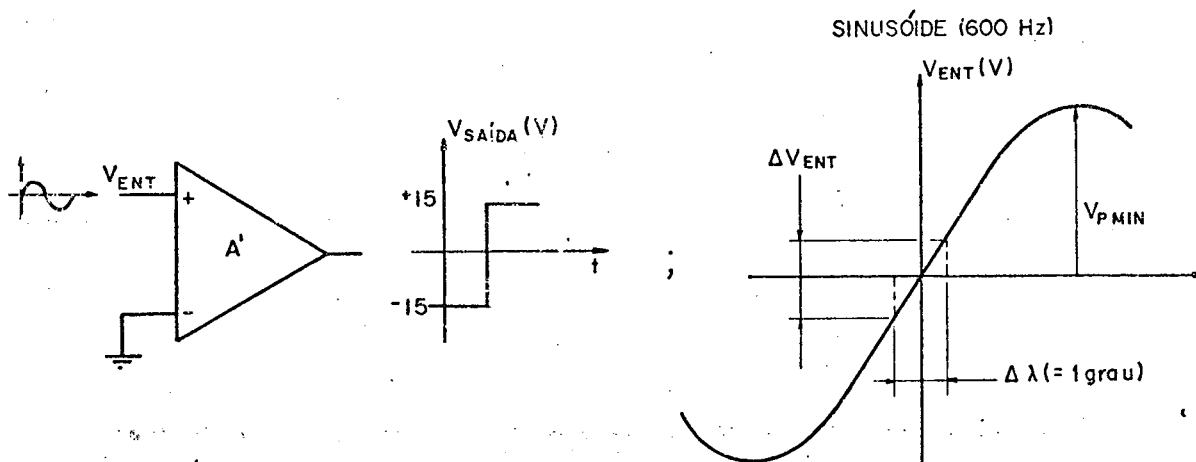 SINUSÓIDE (600 Hz)
V_ENT (V)
V_SAÍDA (V)
ΔV_ENT
V_ENT
+15
+
A'
V_P MIN
t
;
-
-15
Δλ (= 1 grau)